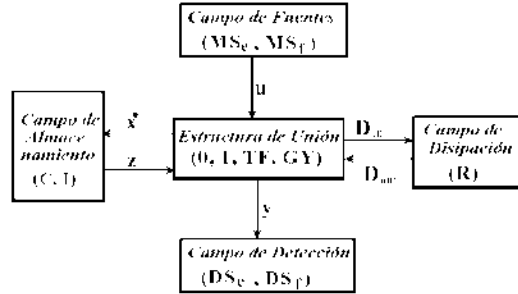 Campo de Fuentes
(MSe, MSf)
u
Campo de
Almace
namiento
(C, I)
ẋ
z
Estructura de Unión
(0, 1, TF, GY)
Din
Dout
Campo de
Disipación
(R)
y
Campo de Detección
(DSe, DSf)